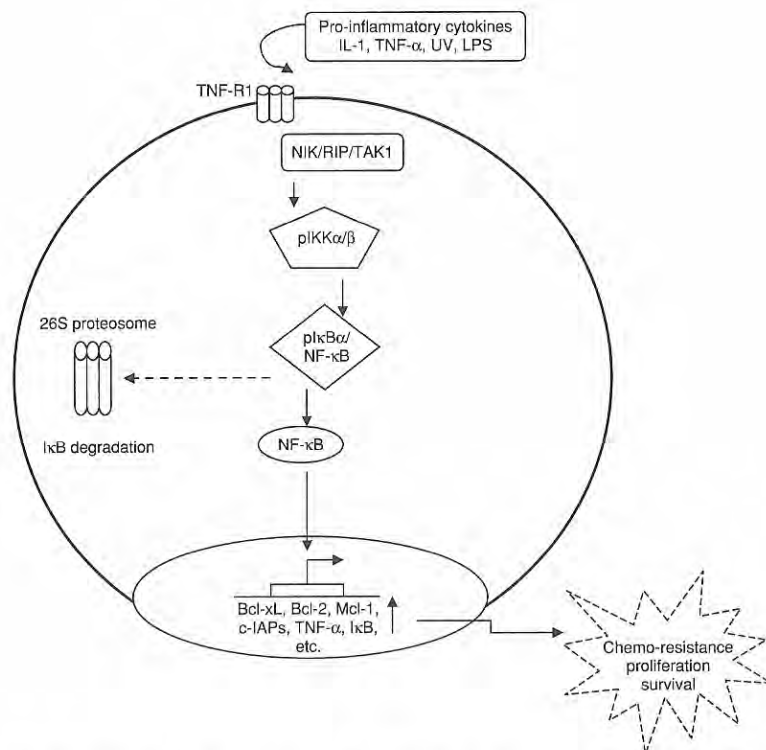 Pro-inflammatory cytokines
IL-1, TNF-α, UV, LPS
TNF-R1
NIK/RIP/TAK1
pIKKα/β
26S proteosome
pIκBα/
NF-κB
IκB degradation
NF-κB
Bcl-xL, Bcl-2, Mcl-1,
c-IAPs, TNF-α, IκB,
etc.
Chemo-resistance
proliferation
survival